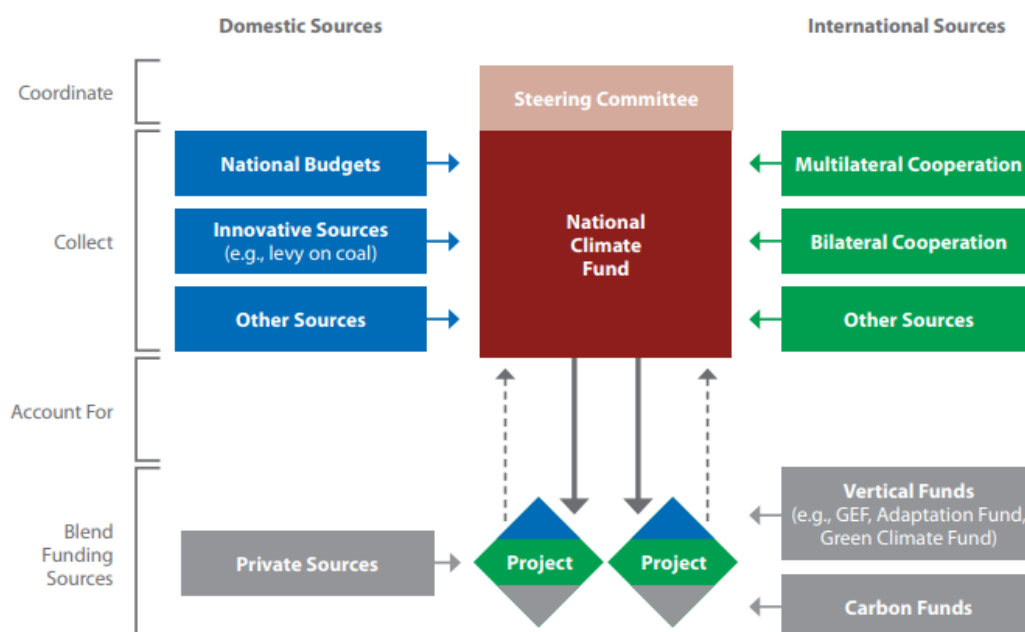 Domestic Sources
International Sources
Coordinate
Steering Committee
Collect
National Budgets
Innovative Sources
(e.g., levy on coal)
Other Sources
National
Climate
Fund
Multilateral Cooperation
Bilateral Cooperation
Other Sources
Account For
Blend
Funding
Sources
Private Sources
Project
Project
Vertical Funds
(e.g., GEF, Adaptation Fund,
Green Climate Fund)
Carbon Funds